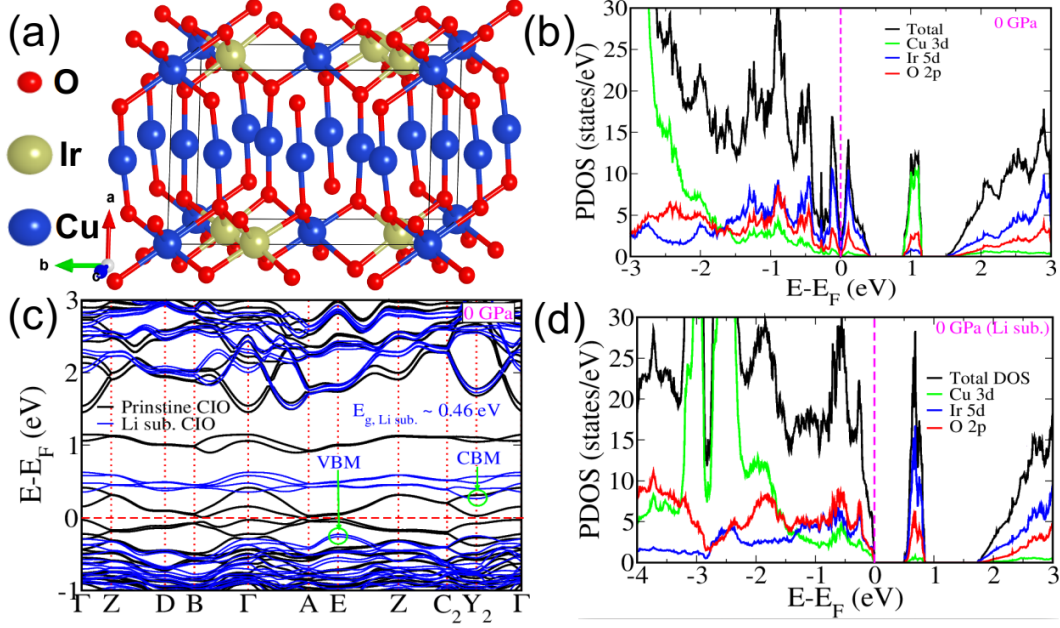 (a)
O
Ir
Cu
a
b
c
(b)
0 GPa
Total
Cu 3d
Ir 5d
O 2p
PDOS (states/eV)
30
25
20
15
10
5
0
-3 -2 -1 0 1 2 3
E-E_F (eV)
(c)
0 GPa
Prinstine CIO
Li sub. CIO
E_g, Li sub. ~ 0.46 eV
VBM
CBM
E-E_F (eV)
3
2
1
0
-1
Γ Z D B Γ A E Z C₂ Y₂ Γ
(d)
0 GPa (Li sub.)
Total DOS
Cu 3d
Ir 5d
O 2p
PDOS (states/eV)
30
25
20
15
10
5
0
-4 -3 -2 -1 0 1 2 3
E-E_F (eV)